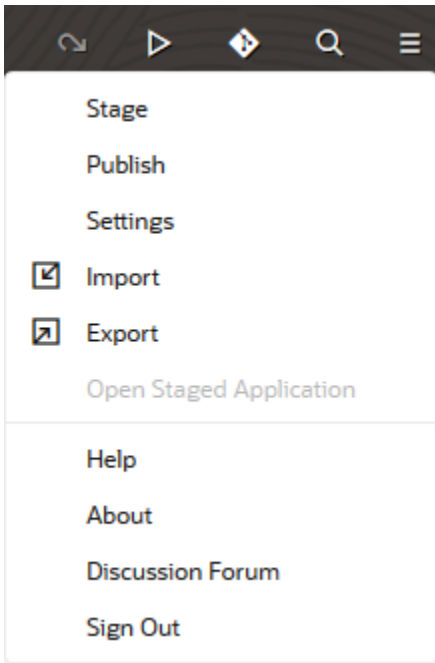 Stage
Publish
Settings
Import
Export
Open Staged Application
Help
About
Discussion Forum
Sign Out